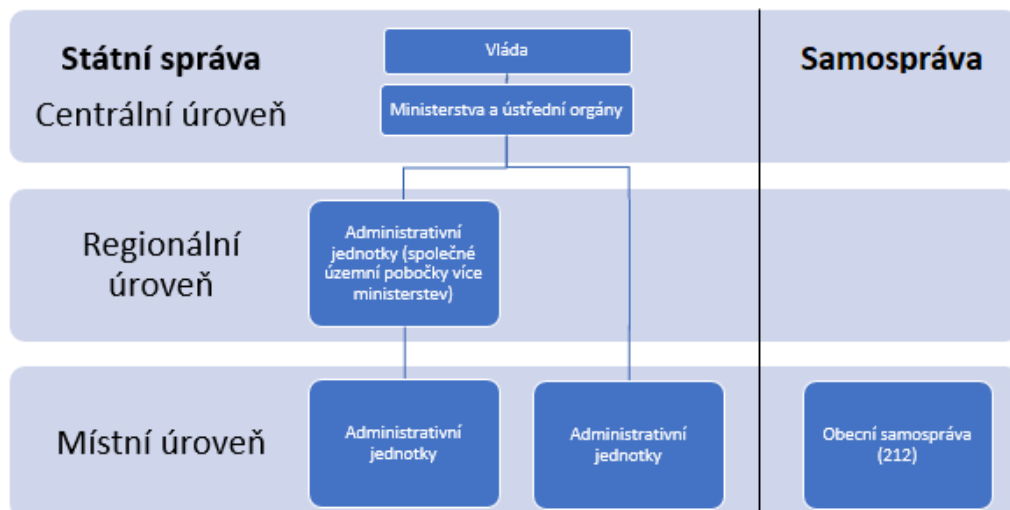 Státní správa
Centrální úroveň
Vláda
Ministerstva a ústřední orgány
Samospráva
Regionální
úroveň
Administrativní
jednotky (společné
územní pobočky více
ministerstev)
Místní úroveň
Administrativní
jednotky
Administrativní
jednotky
Obecní samospráva
(212)